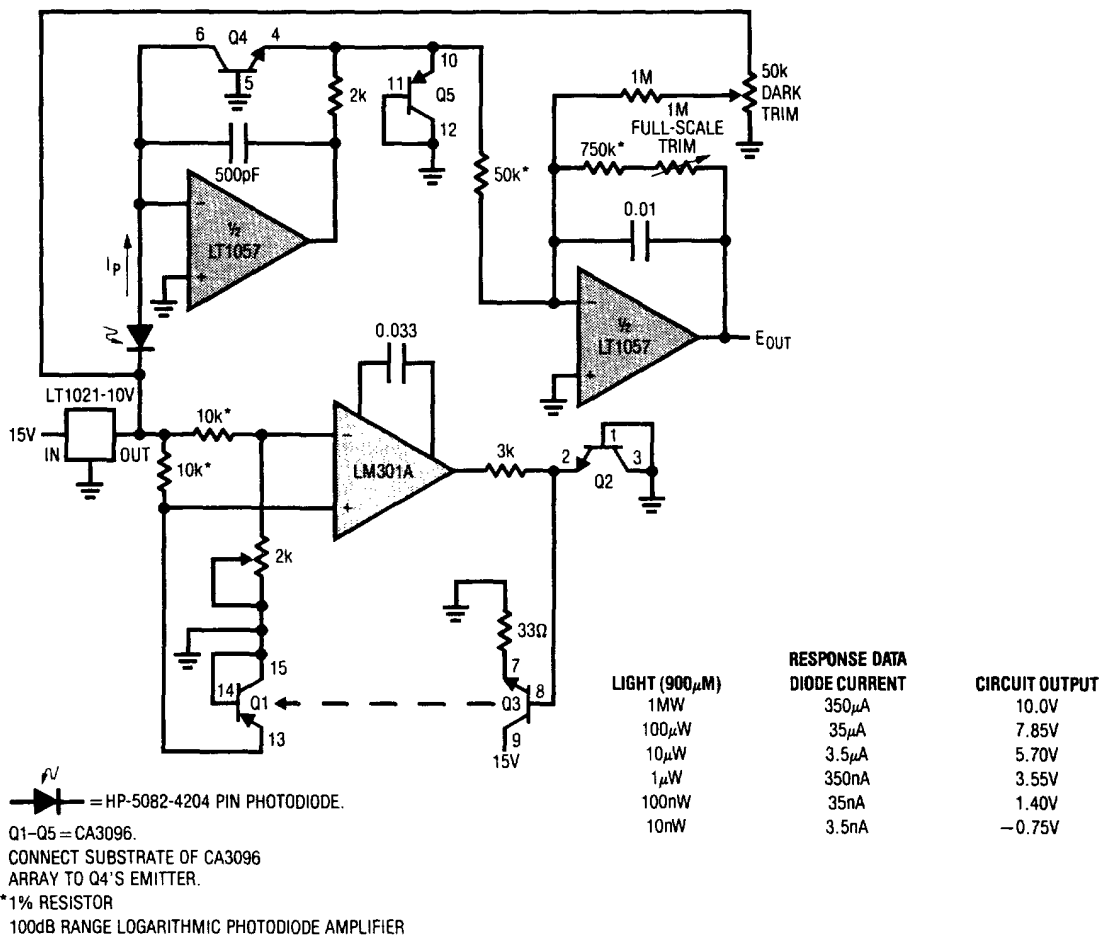 6 Q4 4
5
2k
10
11 Q5
12
50k
DARK
TRIM
1M
1M
FULL-SCALE
TRIM
750k*
500pF
50k*
0.01
– ½ LT1057 +
IP
– ½ LT1057 +
EOUT
0.033
LT1021-10V
15V IN OUT
10k*
10k*
– LM301A +
3k
1
2 3
Q2
2k
33Ω
15
14 Q1
13
7
Q3 8
9
15V
RESPONSE DATA
LIGHT (900µM) DIODE CURRENT CIRCUIT OUTPUT
1MW 350µA 10.0V
100µW 35µA 7.85V
10µW 3.5µA 5.70V
1µW 350nA 3.55V
100nW 35nA 1.40V
10nW 3.5nA −0.75V
= HP-5082-4204 PIN PHOTODIODE.
Q1–Q5 = CA3096.
CONNECT SUBSTRATE OF CA3096
ARRAY TO Q4'S EMITTER.
*1% RESISTOR
100dB RANGE LOGARITHMIC PHOTODIODE AMPLIFIER